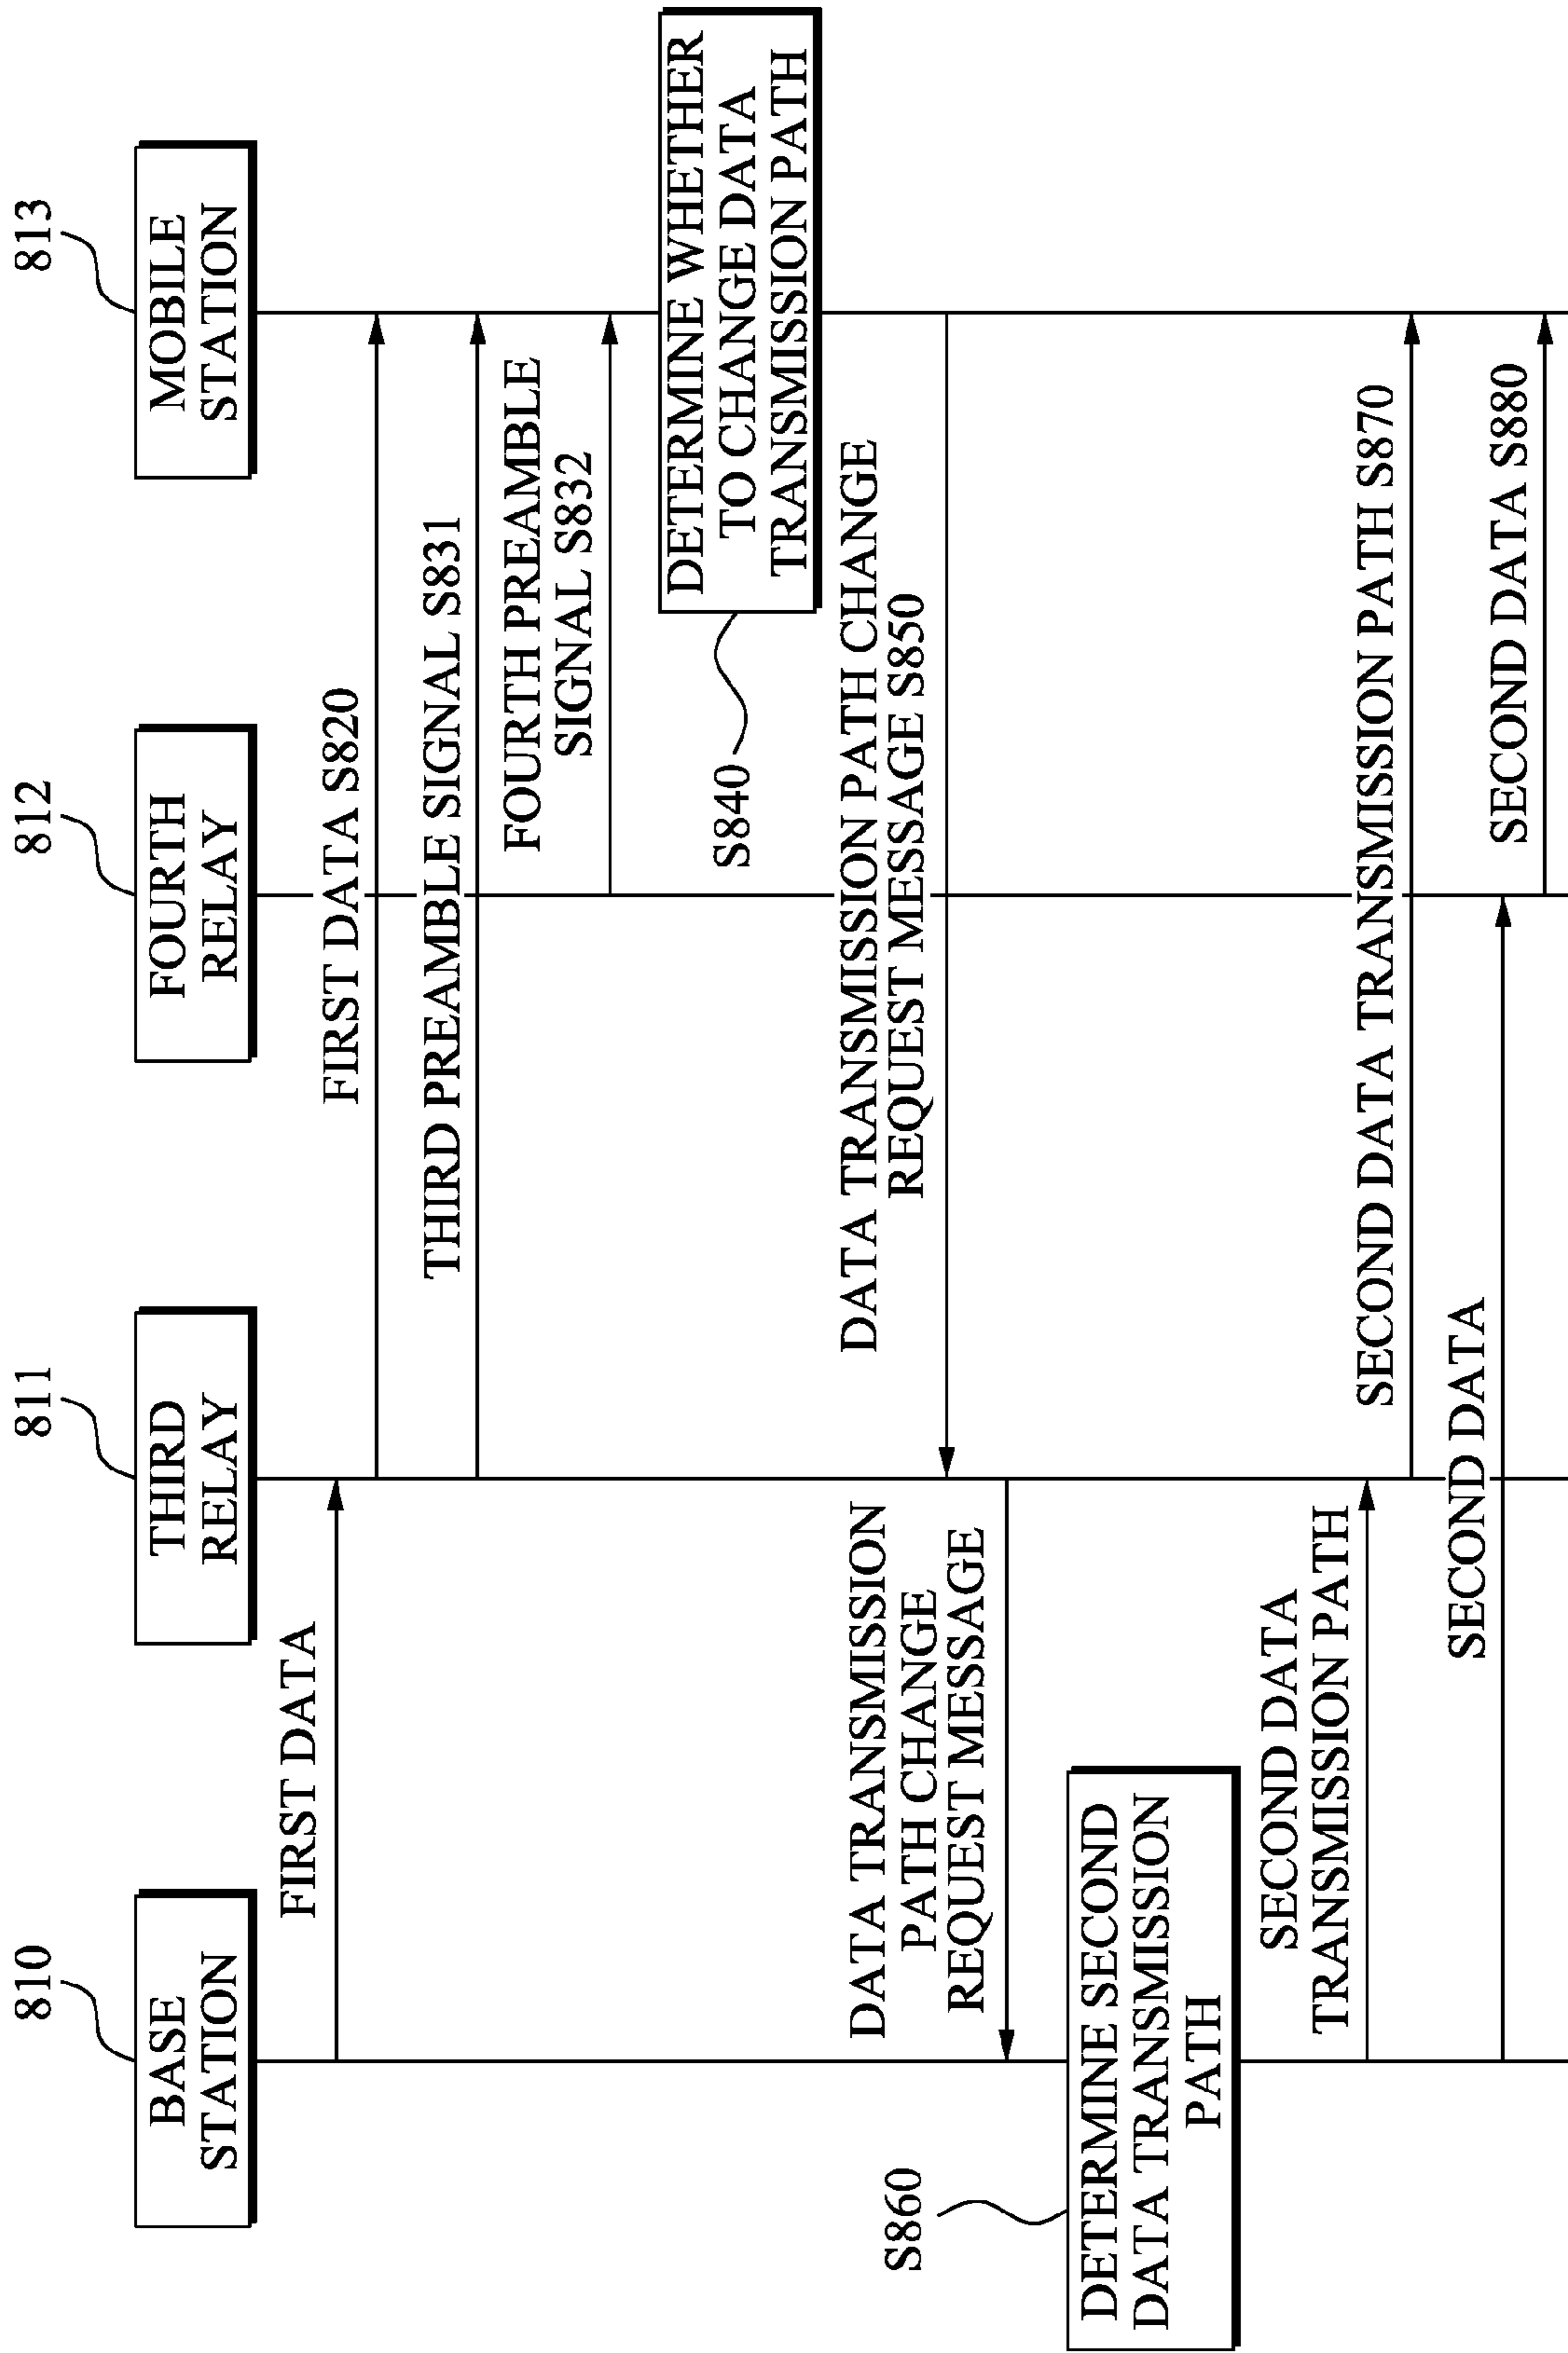 810
811
812
813
BASE
STATION
THIRD
RELAY
FOURTH
RELAY
MOBILE
STATION
FIRST DATA
FIRST DATA S820
THIRD PREAMBLE SIGNAL S831
FOURTH PREAMBLE
SIGNAL S832
S840
DETERMINE WHETHER
TO CHANGE DATA
TRANSMISSION PATH
DATA TRANSMISSION PATH CHANGE
REQUEST MESSAGE S850
DATA TRANSMISSION
PATH CHANGE
REQUEST MESSAGE
S860
DETERMINE SECOND
DATA TRANSMISSION
PATH
SECOND DATA
TRANSMISSION PATH
SECOND DATA TRANSMISSION PATH S870
SECOND DATA
SECOND DATA S880